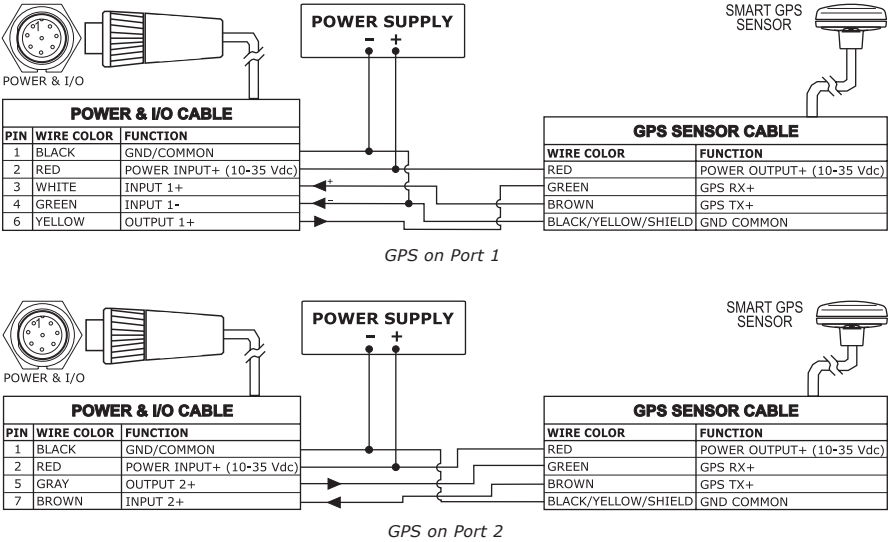 POWER SUPPLY
- +
SMART GPS
SENSOR
1
POWER & I/O
POWER & I/O CABLE
PIN WIRE COLOR FUNCTION
1 BLACK GND/COMMON
2 RED POWER INPUT+ (10-35 Vdc)
3 WHITE INPUT 1+
4 GREEN INPUT 1-
6 YELLOW OUTPUT 1+
+
-
GPS SENSOR CABLE
WIRE COLOR FUNCTION
RED POWER OUTPUT+ (10-35 Vdc)
GREEN GPS RX+
BROWN GPS TX+
BLACK/YELLOW/SHIELD GND COMMON
GPS on Port 1
POWER SUPPLY
- +
SMART GPS
SENSOR
1
POWER & I/O
POWER & I/O CABLE
PIN WIRE COLOR FUNCTION
1 BLACK GND/COMMON
2 RED POWER INPUT+ (10-35 Vdc)
5 GRAY OUTPUT 2+
7 BROWN INPUT 2+
GPS SENSOR CABLE
WIRE COLOR FUNCTION
RED POWER OUTPUT+ (10-35 Vdc)
GREEN GPS RX+
BROWN GPS TX+
BLACK/YELLOW/SHIELD GND COMMON
GPS on Port 2